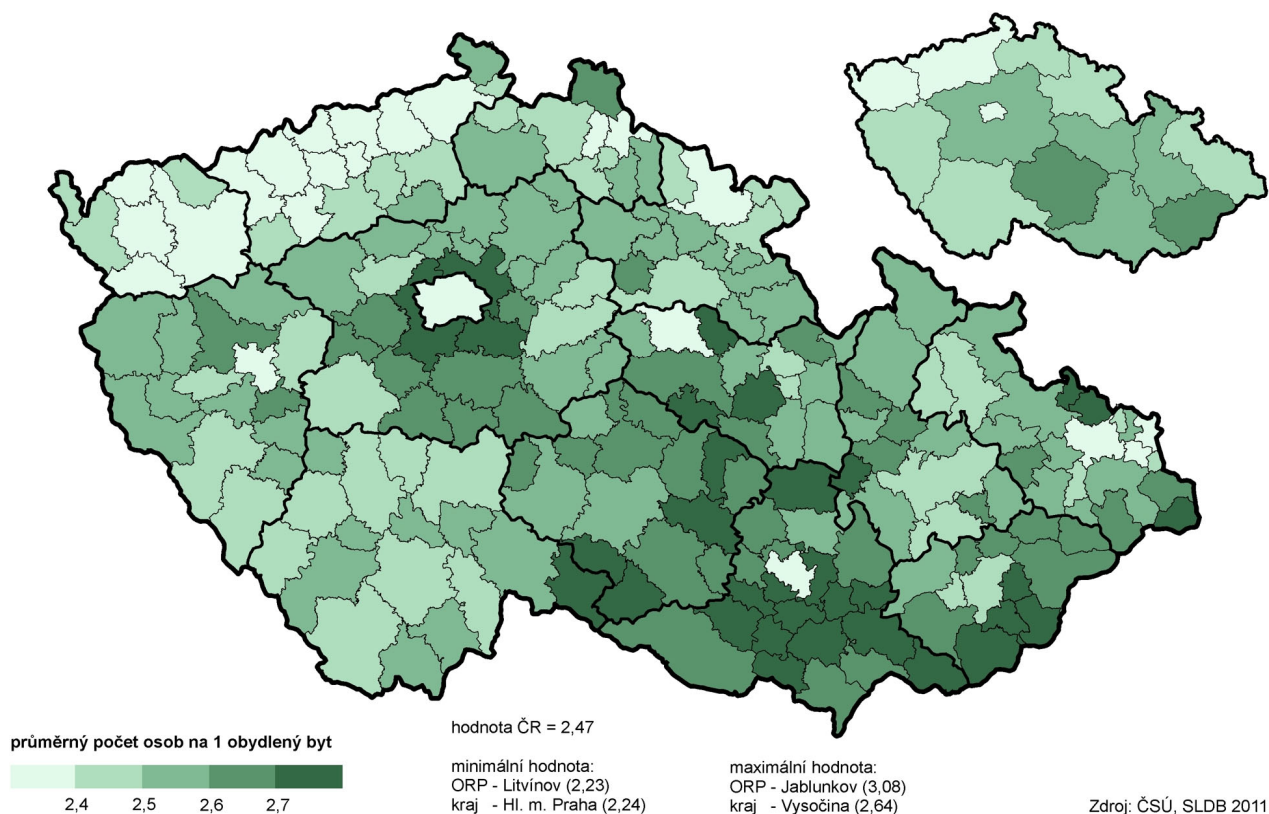 průměrný počet osob na 1 obydlený byt
2,4 2,5 2,6 2,7
hodnota ČR = 2,47
minimální hodnota:
ORP - Litvínov (2,23)
kraj - Hl. m. Praha (2,24)
maximální hodnota:
ORP - Jablunkov (3,08)
kraj - Vysočina (2,64)
Zdroj: ČSÚ, SLDB 2011